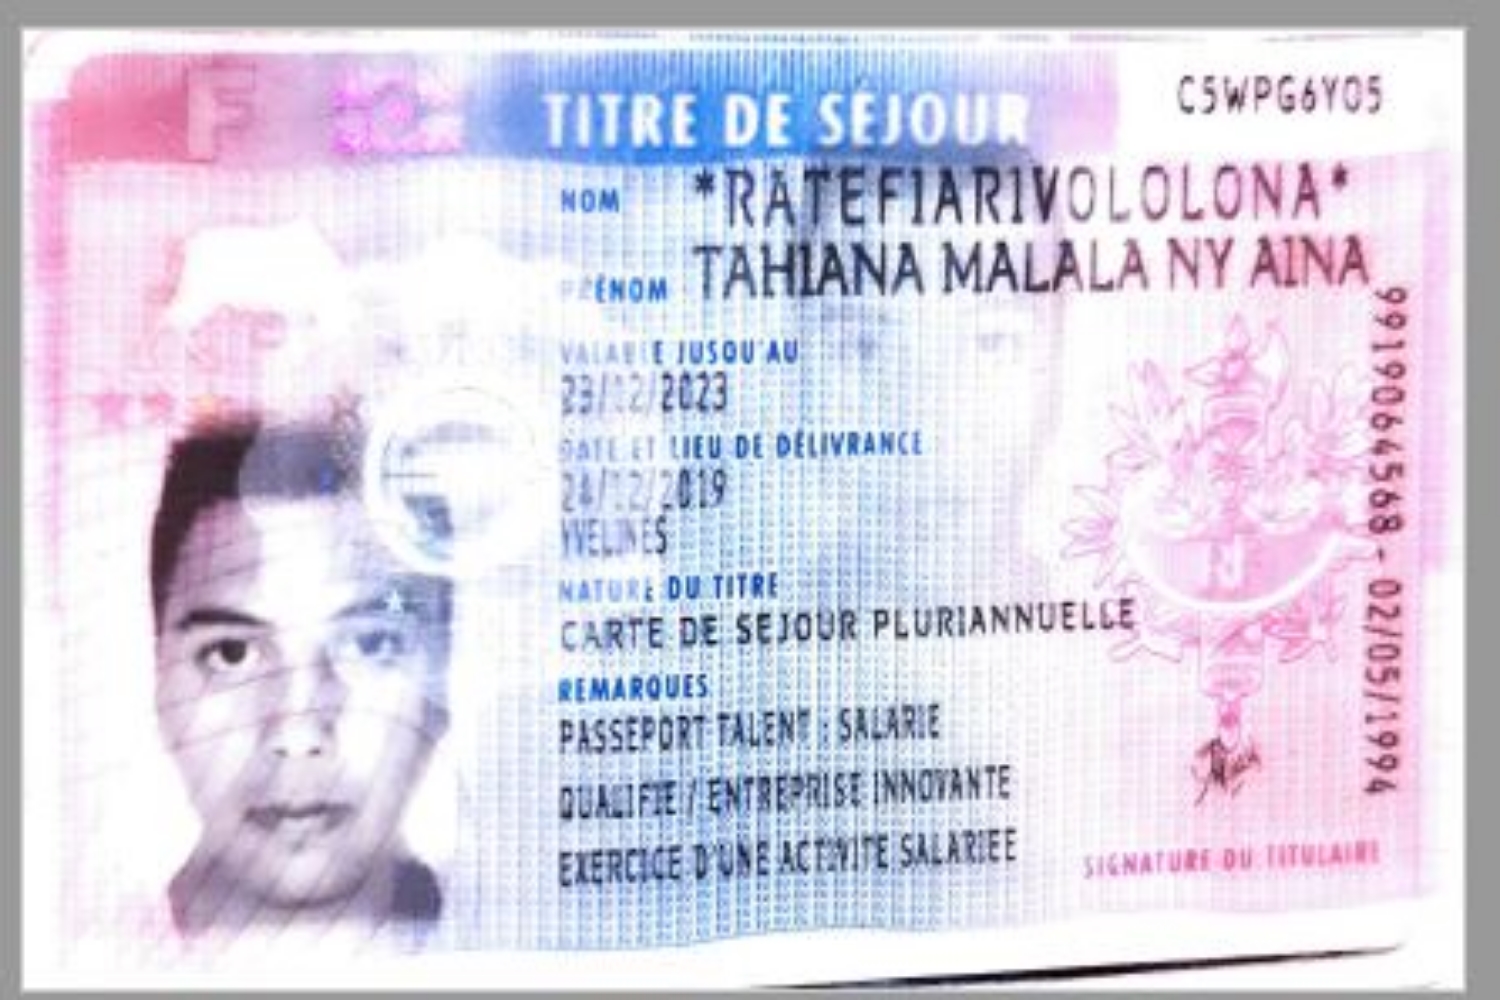 F
TITRE DE SÉJOUR
C5WPG6Y05
NOM *RATEFIARIVOLOLONA*
PRÉNOM TAHIANA MALALA NY AINA
VALABLE JUSQU'AU
23/12/2023
DATE ET LIEU DE DÉLIVRANCE
24/12/2019
YVELINES
NATURE DU TITRE
CARTE DE SEJOUR PLURIANNUELLE
REMARQUES
PASSEPORT TALENT : SALARIE
QUALIFIE / ENTREPRISE INNOVANTE
EXERCICE D'UNE ACTIVITE SALARIEE
SIGNATURE DU TITULAIRE
9919064568 - 02/05/1994